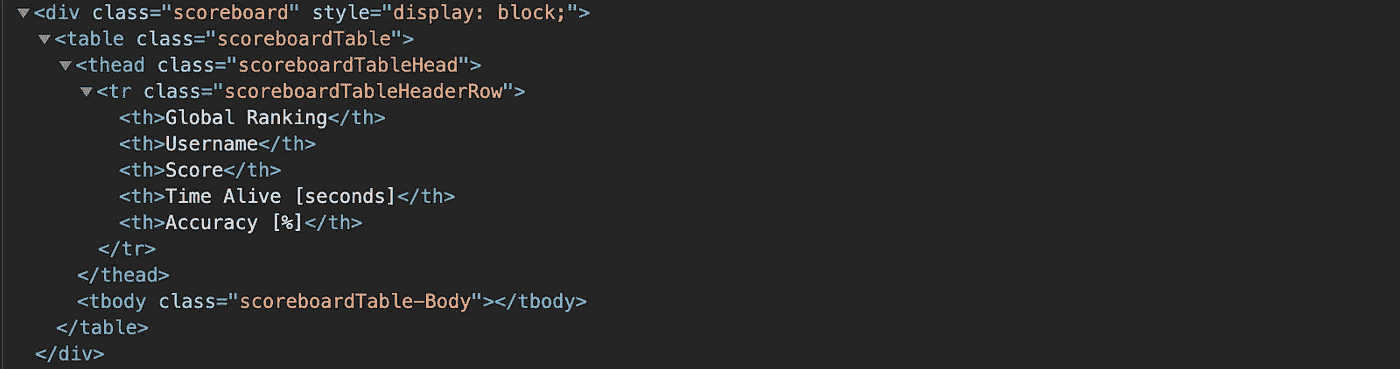 <div class="scoreboard" style="display: block;">
<table class="scoreboardTable">
<thead class="scoreboardTableHead">
<tr class="scoreboardTableHeaderRow">
<th>Global Ranking</th>
<th>Username</th>
<th>Score</th>
<th>Time Alive [seconds]</th>
<th>Accuracy [%]</th>
</tr>
</thead>
<tbody class="scoreboardTable-Body"></tbody>
</table>
</div>